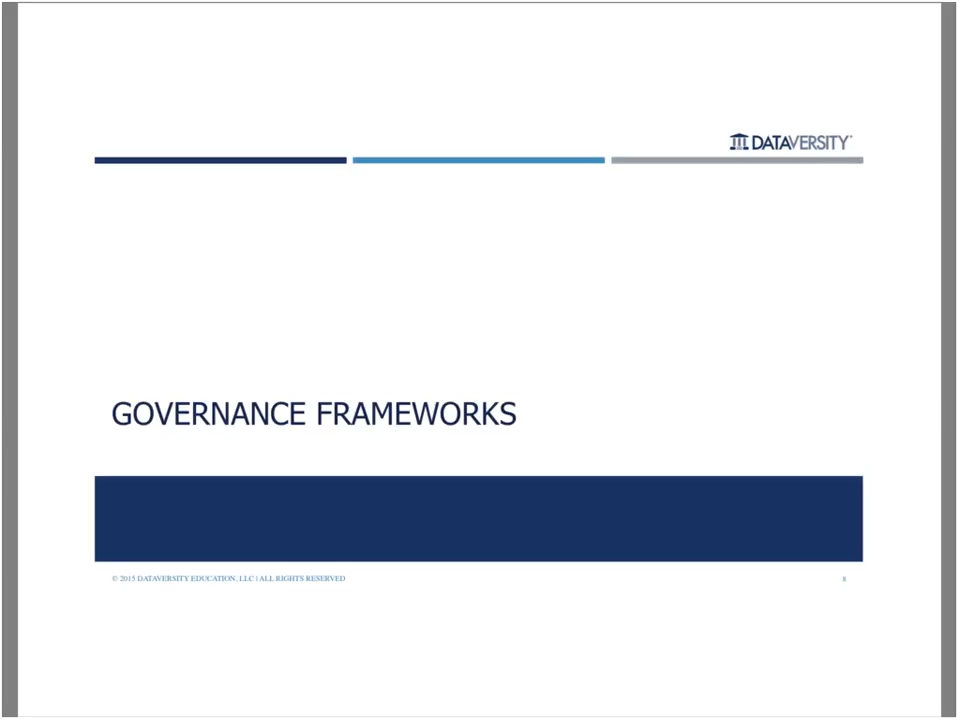 DATAVERSITY
GOVERNANCE FRAMEWORKS
© 2015 DATAVERSITY EDUCATION, LLC | ALL RIGHTS RESERVED
8